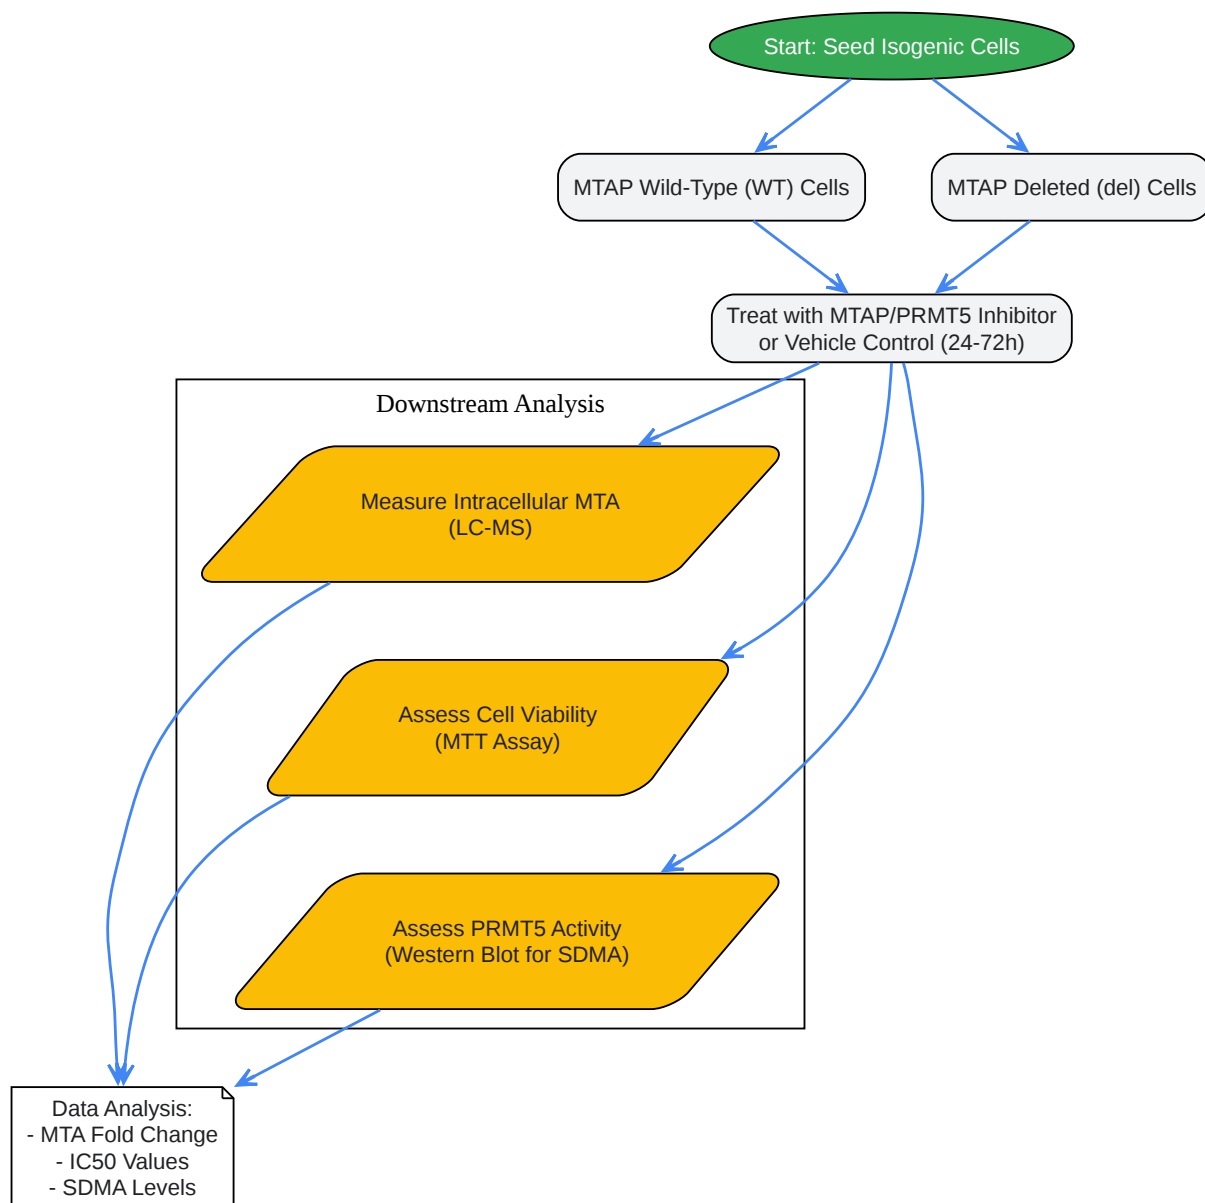 Start: Seed Isogenic Cells
MTAP Wild-Type (WT) Cells
MTAP Deleted (del) Cells
Treat with MTAP/PRMT5 Inhibitor
or Vehicle Control (24-72h)
Downstream Analysis
Measure Intracellular MTA
(LC-MS)
Assess Cell Viability
(MTT Assay)
Assess PRMT5 Activity
(Western Blot for SDMA)
Data Analysis:
- MTA Fold Change
- IC50 Values
- SDMA Levels